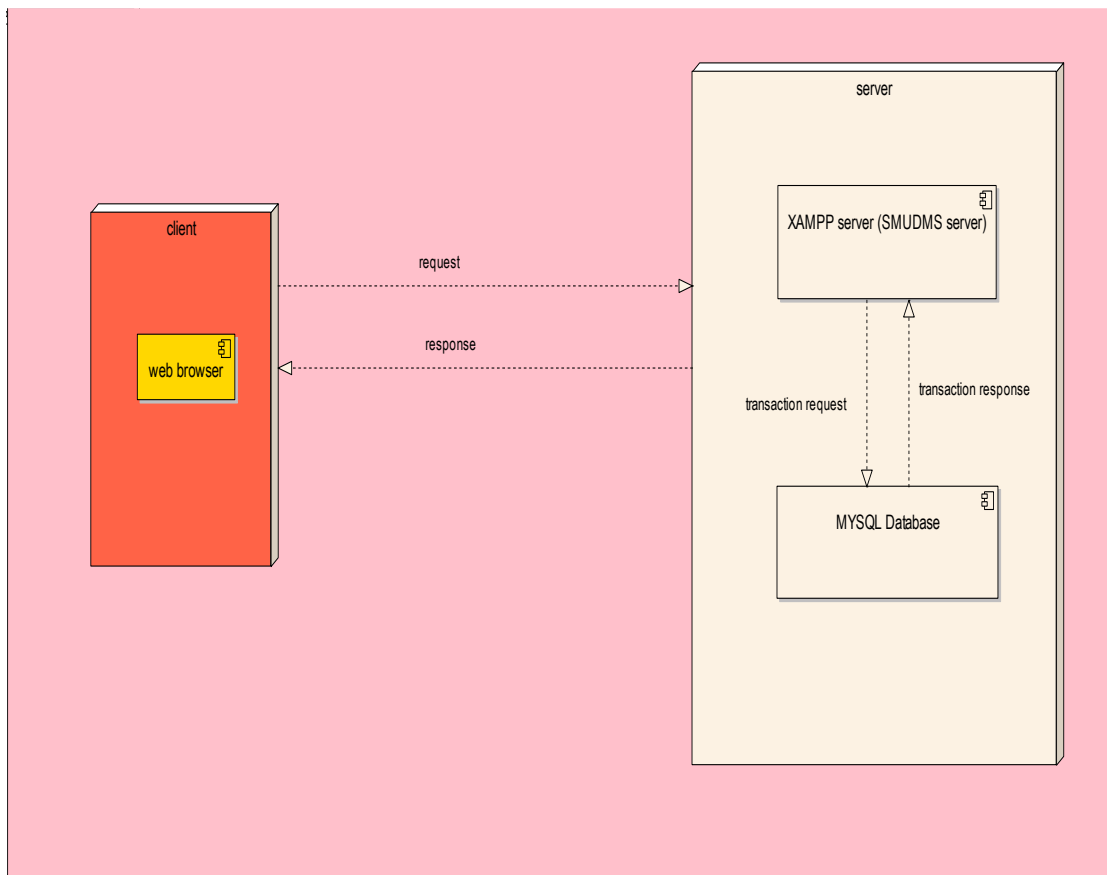 server
XAMPP server (SMUDMS server)
client
request
response
web browser
transaction response
transaction request
MYSQL Database